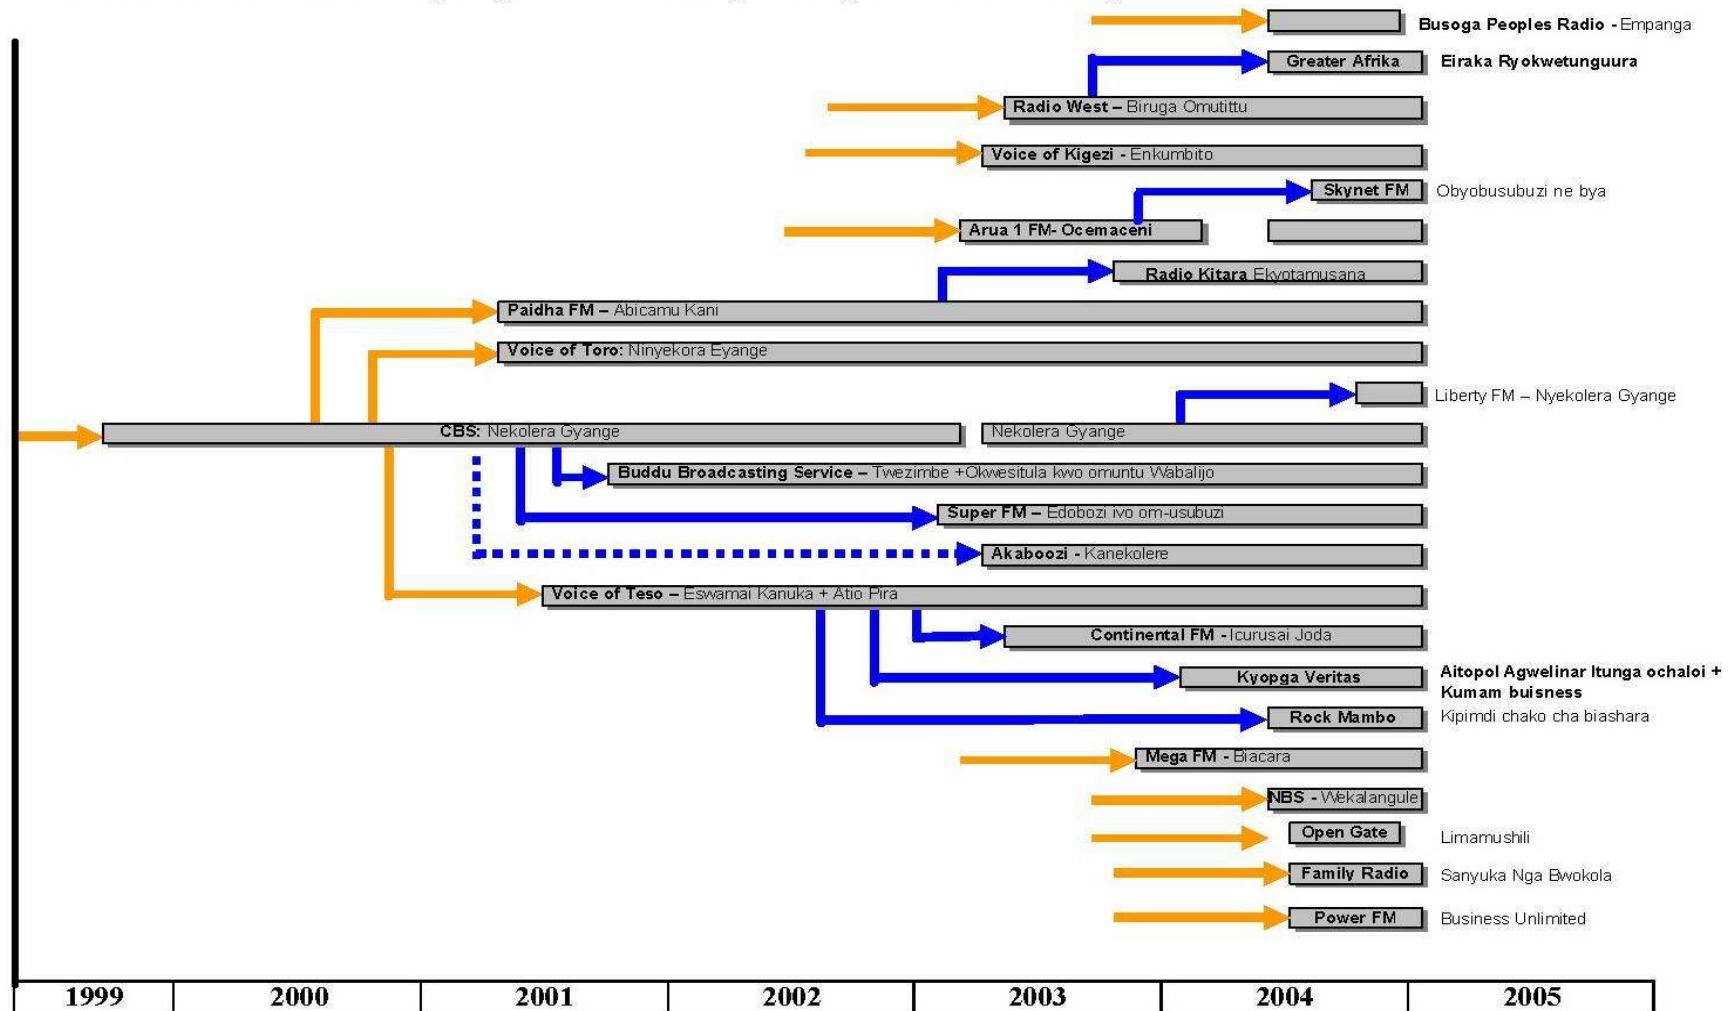 Busoga Peoples Radio - Empanga
Greater Afrika Eiraka Ryokwetunguura
Radio West – Biruga Omutittu
Voice of Kigezi - Enkumbito
Skynet FM Obyobusubuzi ne bya
Arua 1 FM- Ocemaceni
Radio Kitara Ekyotamusana
Paidha FM – Abicamu Kani
Voice of Toro: Ninyekora Eyange
Liberty FM – Nyekolera Gyange
CBS: Nekolera Gyange Nekolera Gyange
Buddu Broadcasting Service – Twezimbe +Okwesitula kwo omuntu Wabalijo
Super FM – Edobozi ivo om-usubuzi
Akaboozi - Kanekolere
Voice of Teso – Eswamai Kanuka + Atio Pira
Continental FM - Icurusai Joda
Kyopga Veritas Aitopol Agwelinar Itunga ochaloi +
Kumam buisness
Rock Mambo Kipimdi chako cha biashara
Mega FM - Biacara
NBS - Wekalangule
Open Gate Limamushili
Family Radio Sanyuka Nga Bwokola
Power FM Business Unlimited
1999 2000 2001 2002 2003 2004 2005